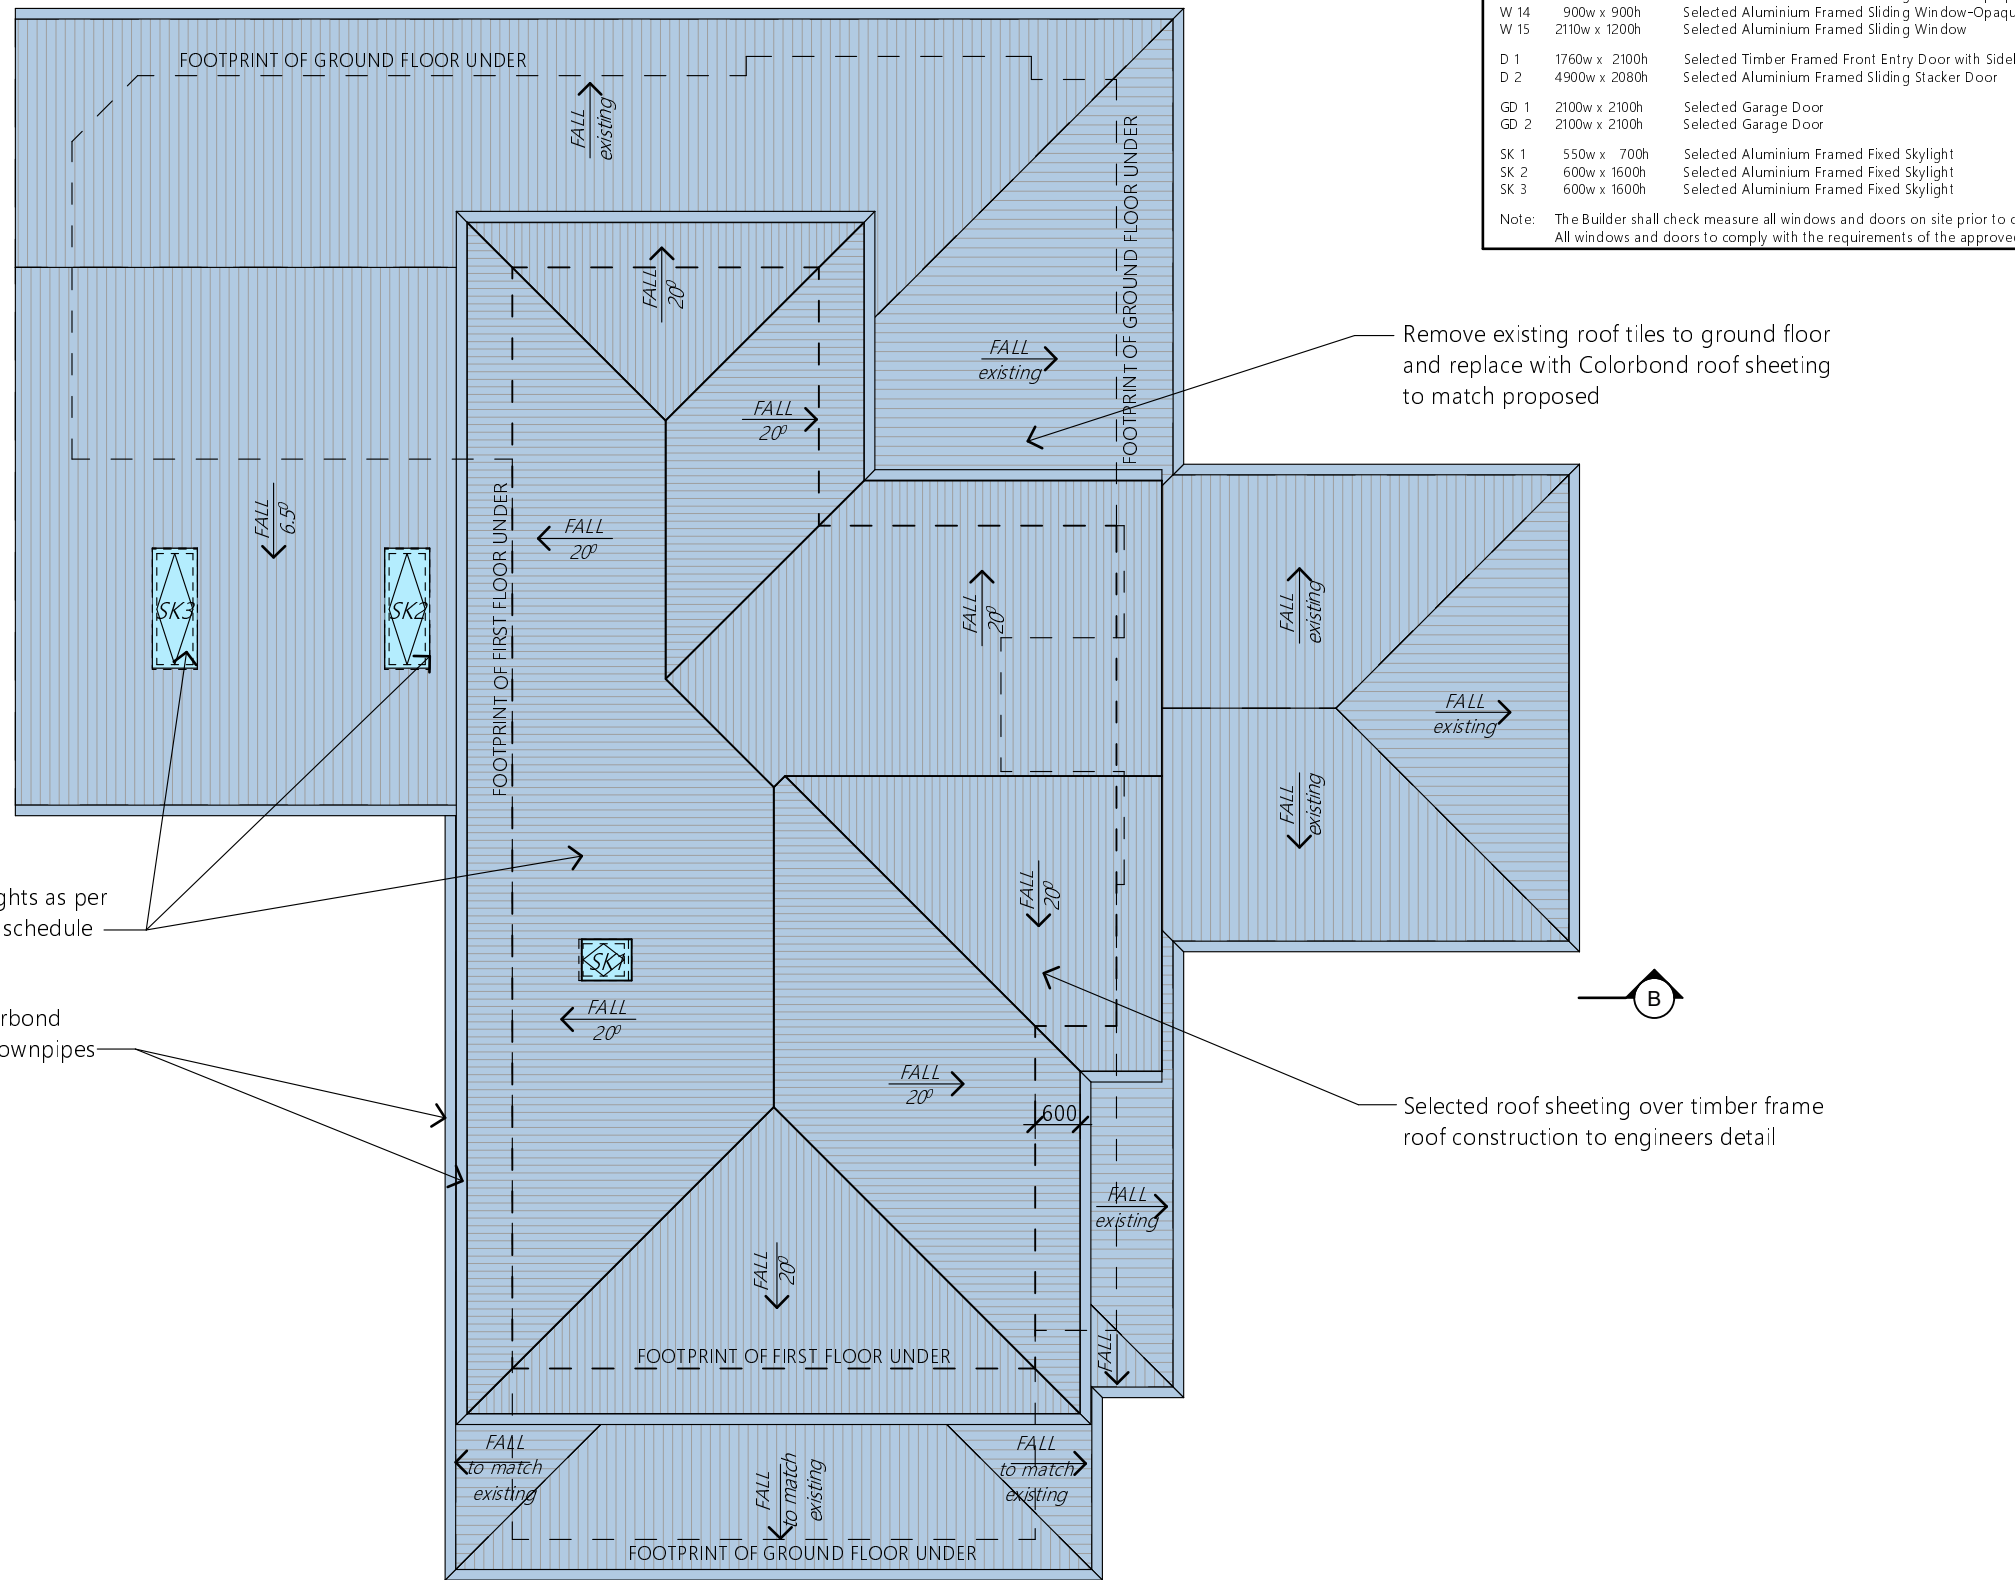 W 14 900w x 900h Selected Aluminium Framed Sliding Window-Opaqu
W 15 2110w x 1200h Selected Aluminium Framed Sliding Window
D 1 1760w x 2100h Selected Timber Framed Front Entry Door with Sidel
D 2 4900w x 2080h Selected Aluminium Framed Sliding Stacker Door
GD 1 2100w x 2100h Selected Garage Door
GD 2 2100w x 2100h Selected Garage Door
SK 1 550w x 700h Selected Aluminium Framed Fixed Skylight
SK 2 600w x 1600h Selected Aluminium Framed Fixed Skylight
SK 3 600w x 1600h Selected Aluminium Framed Fixed Skylight
Note: The Builder shall check measure all windows and doors on site prior to
All windows and doors to comply with the requirements of the approve
FOOTPRINT OF GROUND FLOOR UNDER
FALL
existing
FOOTPRINT OF GROUND FLOOR UNDER
FALL
20⁰
FALL
existing
Remove existing roof tiles to ground floor
and replace with Colorbond roof sheeting
to match proposed
FALL
20⁰
FALL
6.5⁰
FOOTPRINT OF FIRST FLOOR UNDER
FALL
20⁰
SK3
SK2
FALL
20⁰
FALL
existing
FALL
existing
FALL
existing
ghts as per
schedule
FALL
20⁰
SK1
FALL
20⁰
B
rbond
ownpipes
FALL
20⁰
600
Selected roof sheeting over timber frame
roof construction to engineers detail
FALL
existing
FALL
20⁰
FALL
FOOTPRINT OF FIRST FLOOR UNDER
FALL
to match
existing
FALL
to match
existing
FALL
to match
existing
FOOTPRINT OF GROUND FLOOR UNDER